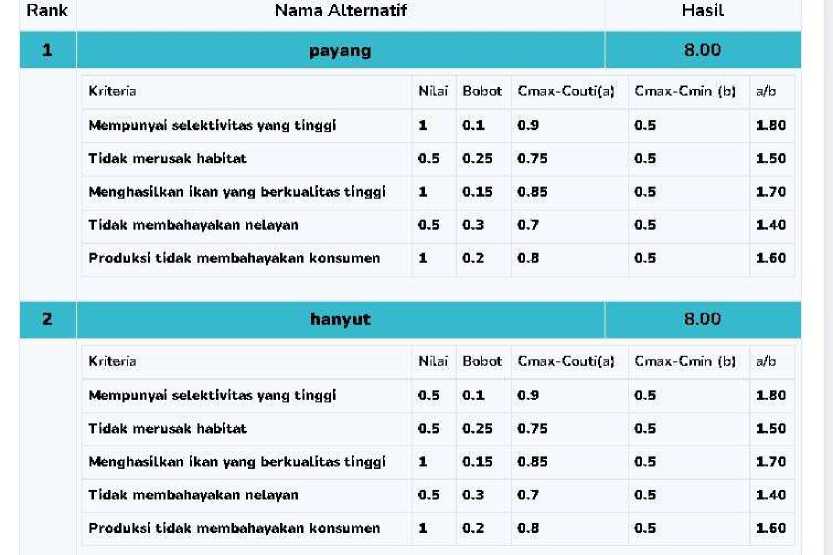 Rank Nama Alternatif Hasil
1 payang 8.00
Kriteria Nilai Bobot Cmax-Couti(a) Cmax-Cmin (b) a/b
Mempunyai selektivitas yang tinggi 1 0.1 0.9 0.5 1.80
Tidak merusak habitat 0.5 0.25 0.75 0.5 1.50
Menghasilkan ikan yang berkualitas tinggi 1 0.15 0.85 0.5 1.70
Tidak membahayakan nelayan 0.5 0.3 0.7 0.5 1.40
Produksi tidak membahayakan konsumen 1 0.2 0.8 0.5 1.60
2 hanyut 8.00
Kriteria Nilai Bobot Cmax-Couti(a) Cmax-Cmin (b) a/b
Mempunyai selektivitas yang tinggi 0.5 0.1 0.9 0.5 1.80
Tidak merusak habitat 0.5 0.25 0.75 0.5 1.50
Menghasilkan ikan yang berkualitas tinggi 1 0.15 0.85 0.5 1.70
Tidak membahayakan nelayan 0.5 0.3 0.7 0.5 1.40
Produksi tidak membahayakan konsumen 1 0.2 0.8 0.5 1.60